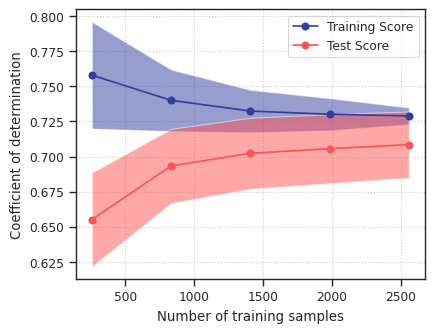 0.800
0.775
0.750
0.725
0.700
0.675
0.650
0.625
Coefficient of determination
Training Score
Test Score
500 1000 1500 2000 2500
Number of training samples